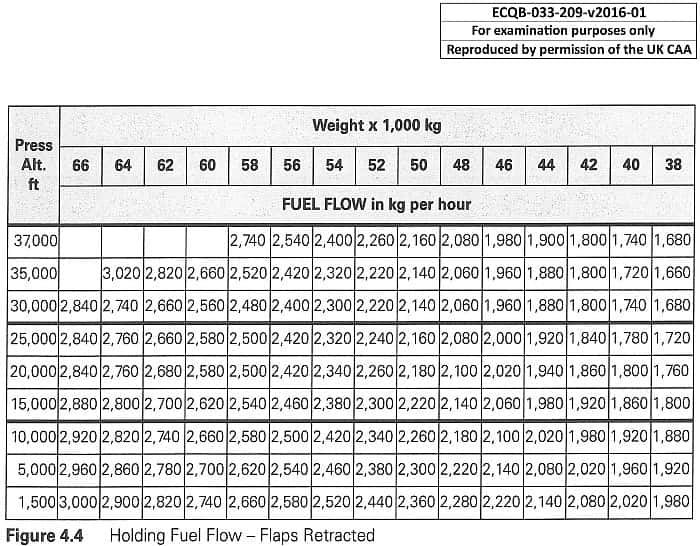 ECQB-033-209-v2016-01
For examination purposes only
Reproduced by permission of the UK CAA
Press Alt. ft
Weight x 1,000 kg
66 64 62 60 58 56 54 52 50 48 46 44 42 40 38
FUEL FLOW in kg per hour
37,000 2,740 2,540 2,400 2,260 2,160 2,080 1,980 1,900 1,800 1,740 1,680
35,000 3,020 2,820 2,660 2,520 2,420 2,320 2,220 2,140 2,060 1,960 1,880 1,800 1,720 1,660
30,000 2,840 2,740 2,660 2,560 2,480 2,400 2,300 2,220 2,140 2,060 1,960 1,880 1,800 1,740 1,680
25,000 2,840 2,760 2,660 2,580 2,500 2,420 2,320 2,240 2,160 2,080 2,000 1,920 1,840 1,780 1,720
20,000 2,840 2,760 2,680 2,580 2,500 2,420 2,340 2,260 2,180 2,100 2,020 1,940 1,860 1,800 1,760
15,000 2,880 2,800 2,700 2,620 2,540 2,460 2,380 2,300 2,220 2,140 2,060 1,980 1,920 1,860 1,800
10,000 2,920 2,820 2,740 2,660 2,580 2,500 2,420 2,340 2,260 2,180 2,100 2,020 1,980 1,920 1,880
5,000 2,960 2,860 2,780 2,700 2,620 2,540 2,460 2,380 2,300 2,220 2,140 2,080 2,020 1,960 1,920
1,500 3,000 2,900 2,820 2,740 2,660 2,580 2,520 2,440 2,360 2,280 2,220 2,140 2,080 2,020 1,980
Figure 4.4 Holding Fuel Flow – Flaps Retracted